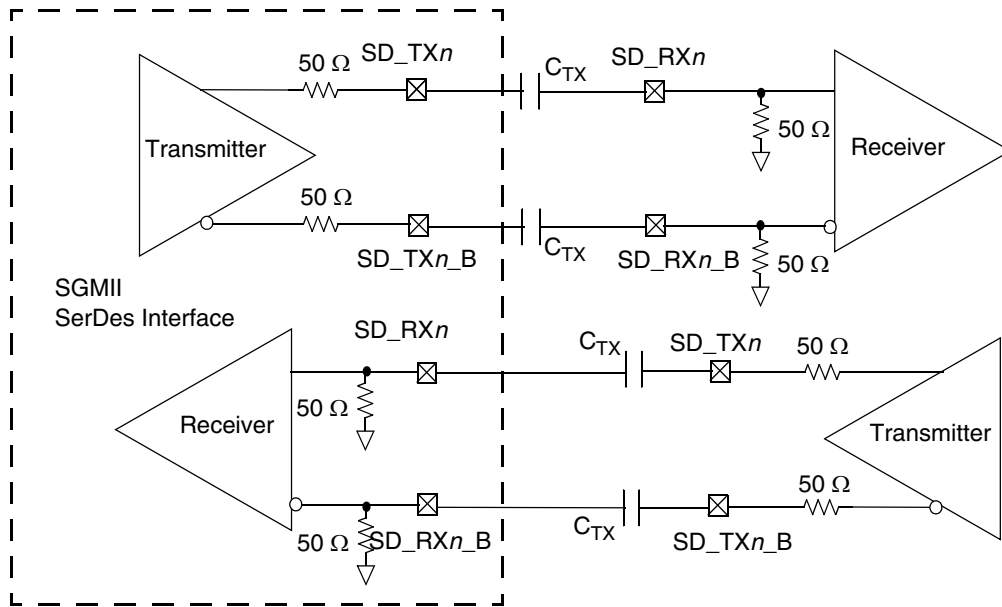 50 Ω
SD_TXn
C_TX
SD_RXn
50 Ω
Transmitter
Receiver
50 Ω
SD_TXn_B
C_TX
SD_RXn_B
50 Ω
SGMII
SerDes Interface
SD_RXn
C_TX
SD_TXn
50 Ω
50 Ω
Receiver
Transmitter
50 Ω
50 Ω
SD_RXn_B
C_TX
SD_TXn_B